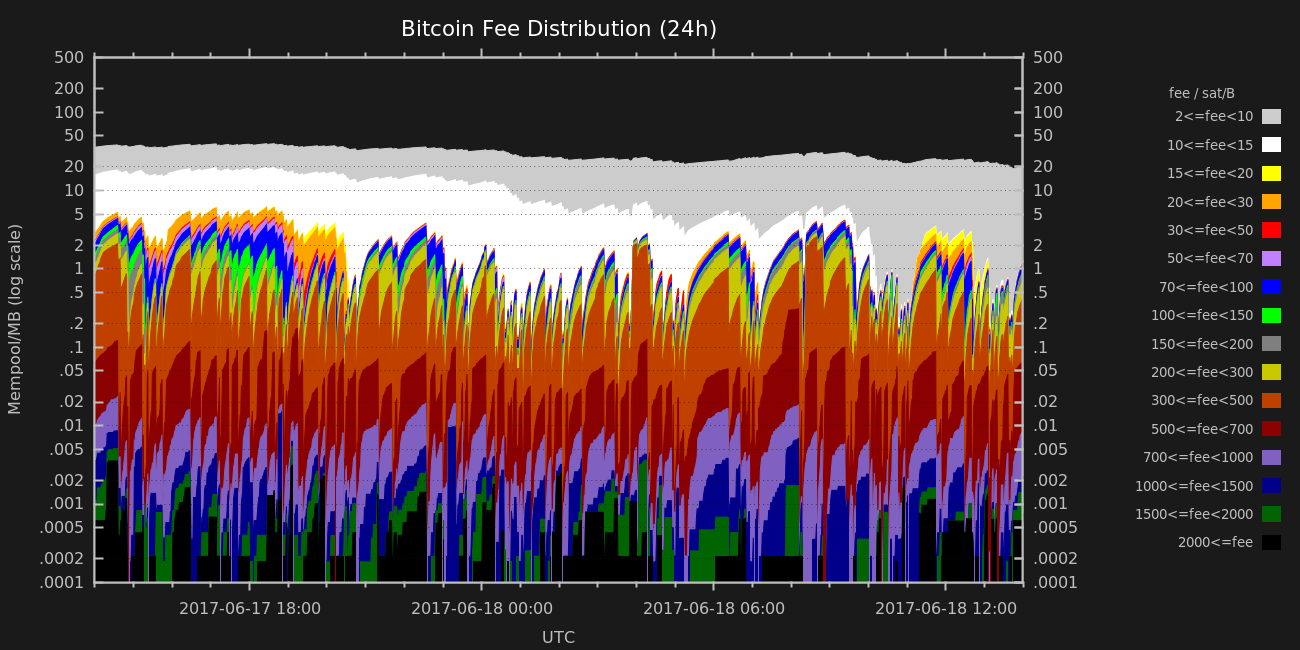 Bitcoin Fee Distribution (24h)
500
200
100
50
20
10
5
2
1
.5
.2
.1
.05
.02
.01
.005
.002
.001
.0005
.0002
.0001
Mempool/MB (log scale)
500
200
100
50
20
10
5
2
1
.5
.2
.1
.05
.02
.01
.005
.002
.001
.0005
.0002
.0001
2017-06-17 18:00
2017-06-18 00:00
2017-06-18 06:00
2017-06-18 12:00
UTC
fee / sat/B
2<=fee<10
10<=fee<15
15<=fee<20
20<=fee<30
30<=fee<50
50<=fee<70
70<=fee<100
100<=fee<150
150<=fee<200
200<=fee<300
300<=fee<500
500<=fee<700
700<=fee<1000
1000<=fee<1500
1500<=fee<2000
2000<=fee